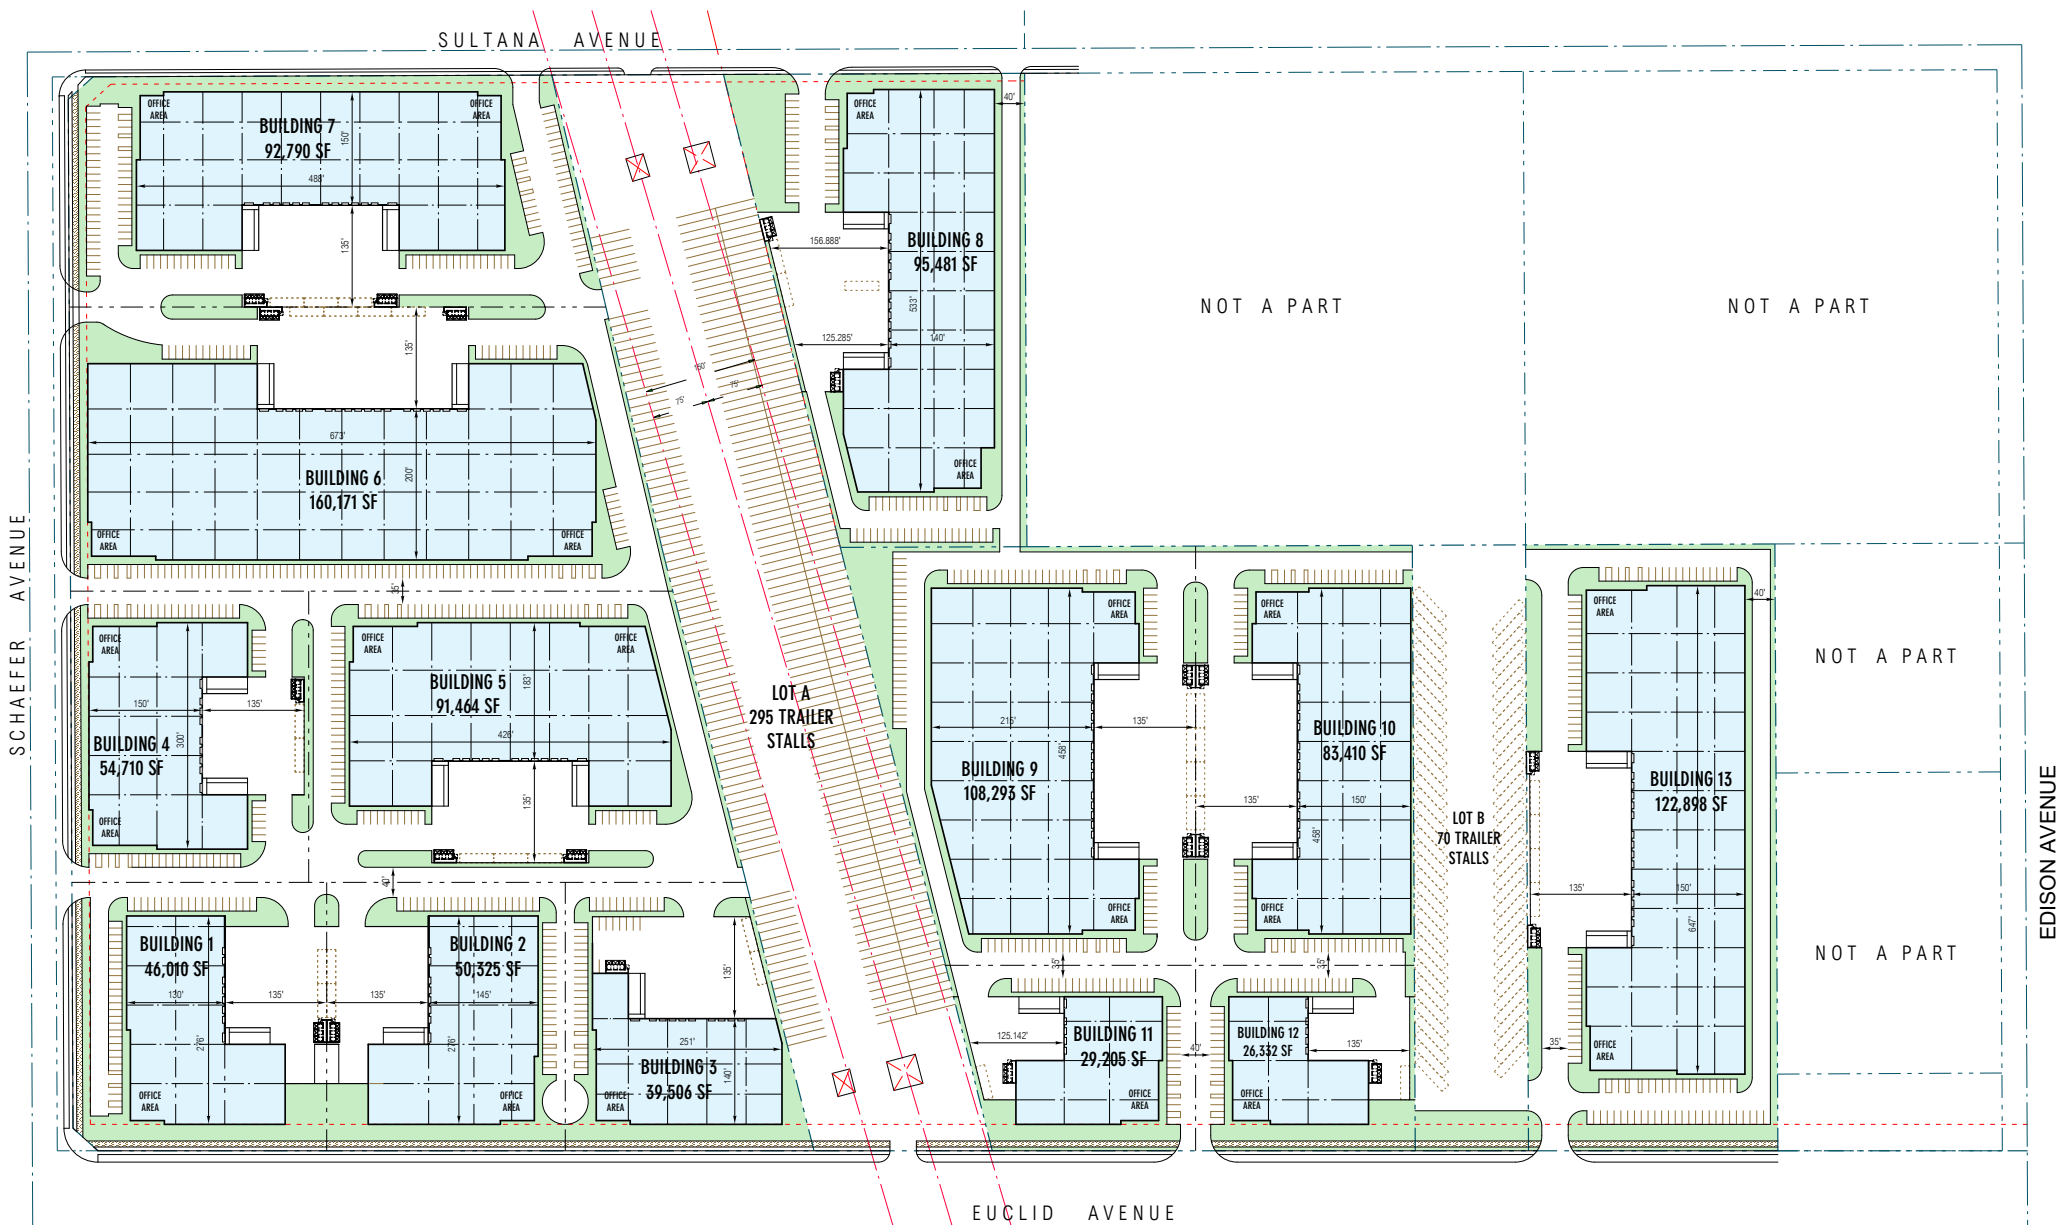 SULTANA AVENUE
OFFICE
AREA
BUILDING 7
92,790 SF
OFFICE
AREA
150'
488'
135'
OFFICE
AREA
40'
156.888'
BUILDING 8
95,481 SF
533'
125.285'
140'
OFFICE
AREA
NOT A PART
NOT A PART
135'
150'
75'
75'
673'
200'
BUILDING 6
160,171 SF
OFFICE
AREA
OFFICE
AREA
SCHAEFER AVENUE
35'
OFFICE
AREA
150'
135'
300'
BUILDING 4
54,710 SF
OFFICE
AREA
OFFICE
AREA
OFFICE
AREA
183'
BUILDING 5
91,464 SF
426'
135'
40'
LOT A
295 TRAILER
STALLS
OFFICE
AREA
215'
135'
458'
BUILDING 9
108,293 SF
OFFICE
AREA
OFFICE
AREA
BUILDING 10
83,410 SF
135'
150'
458'
OFFICE
AREA
LOT B
70 TRAILER
STALLS
OFFICE
AREA
40'
BUILDING 13
122,898 SF
135'
150'
647'
OFFICE
AREA
NOT A PART
NOT A PART
EDISON AVENUE
BUILDING 1
46,010 SF
130'
135'
276'
OFFICE
AREA
BUILDING 2
50,325 SF
135'
145'
276'
OFFICE
AREA
135'
251'
BUILDING 3
39,506 SF
140'
OFFICE
AREA
35'
35'
125.142'
BUILDING 11
29,205 SF
OFFICE
AREA
40'
BUILDING 12
26,332 SF
135'
OFFICE
AREA
35'
EUCLID AVENUE